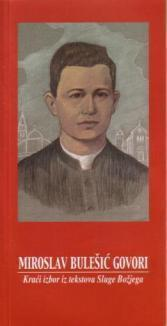 MIROSLAV BULEŠIĆ GOVORI
Kraći izbor iz tekstova Sluge Božjega